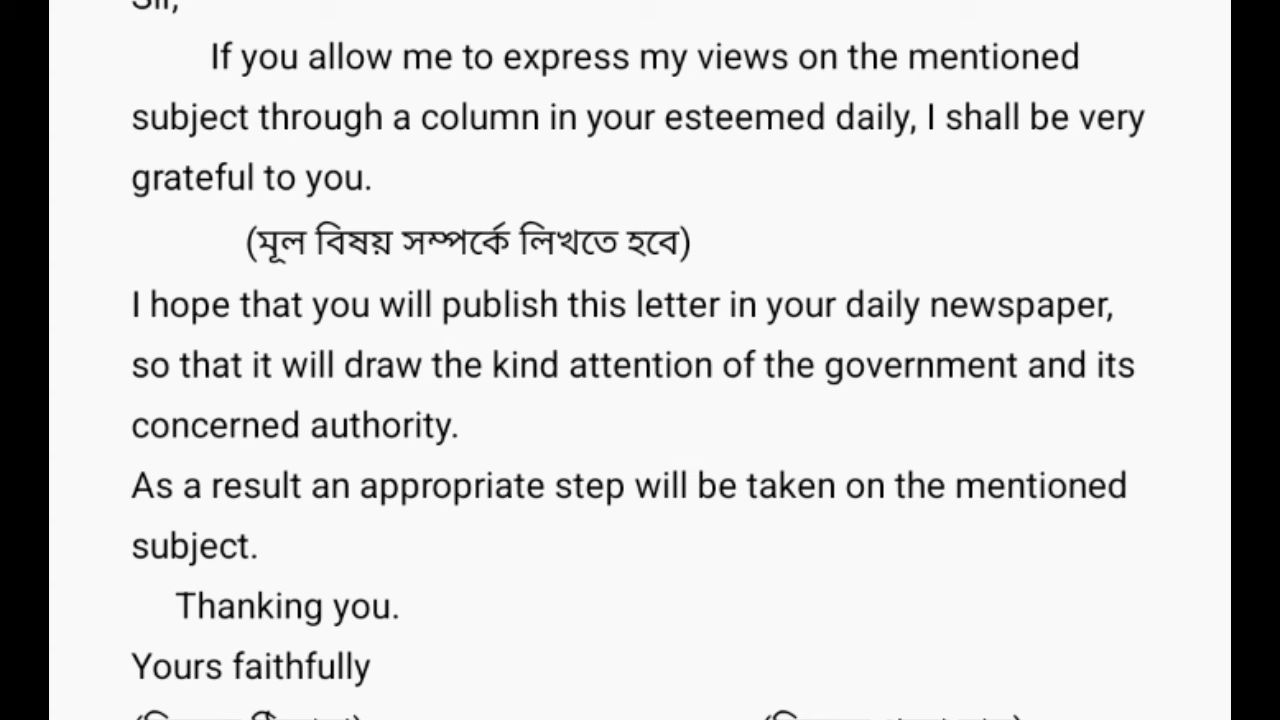 Sir,
If you allow me to express my views on the mentioned
subject through a column in your esteemed daily, I shall be very
grateful to you.
(মূল বিষয় সম্পর্কে লিখতে হবে)
I hope that you will publish this letter in your daily newspaper,
so that it will draw the kind attention of the government and its
concerned authority.
As a result an appropriate step will be taken on the mentioned
subject.
Thanking you.
Yours faithfully